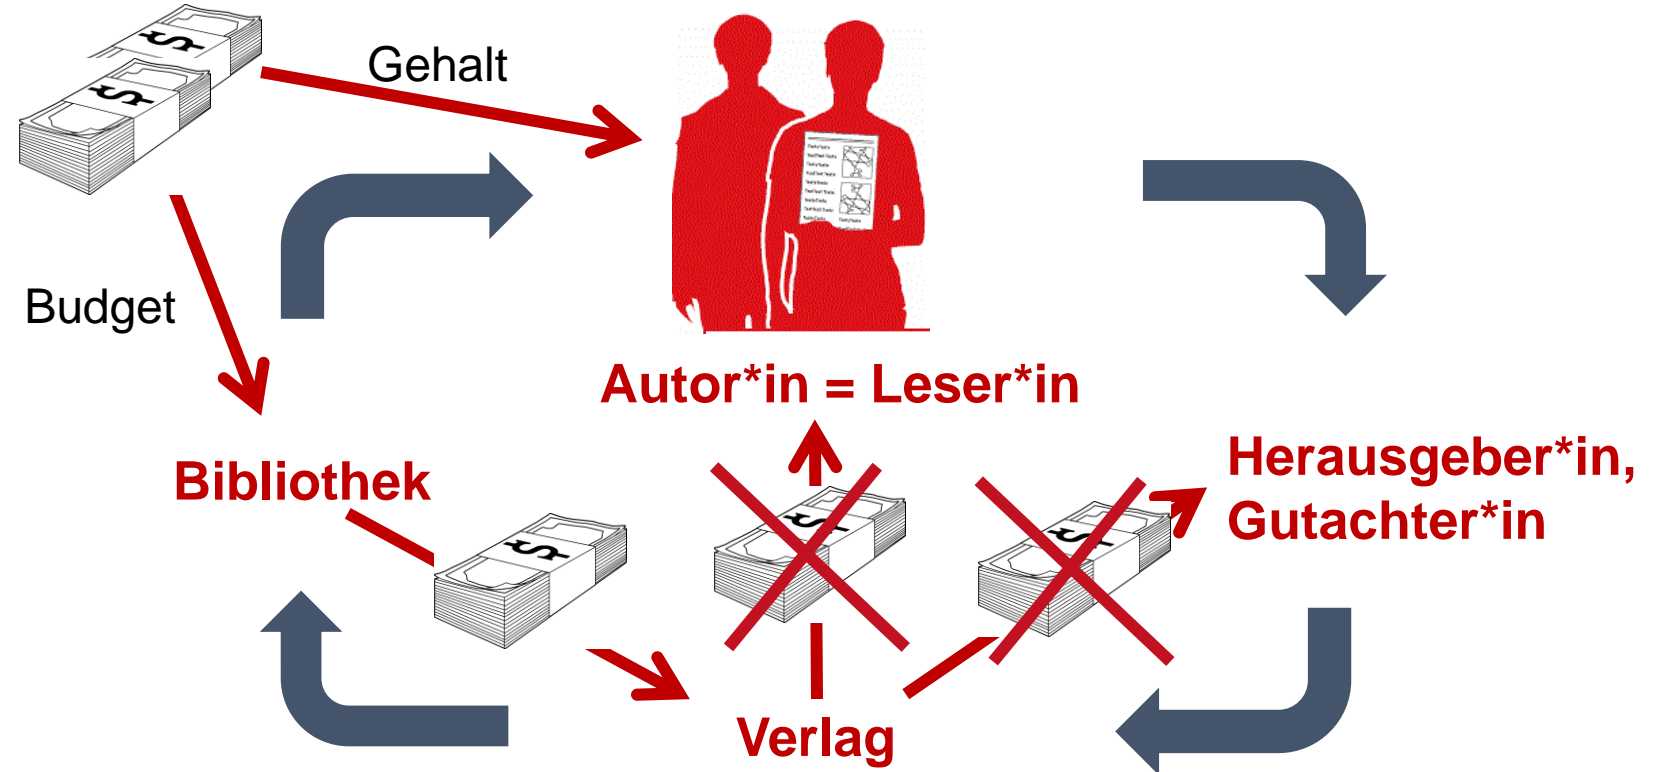 Gehalt
Budget
Autor*in = Leser*in
Bibliothek
Herausgeber*in,
Gutachter*in
Verlag